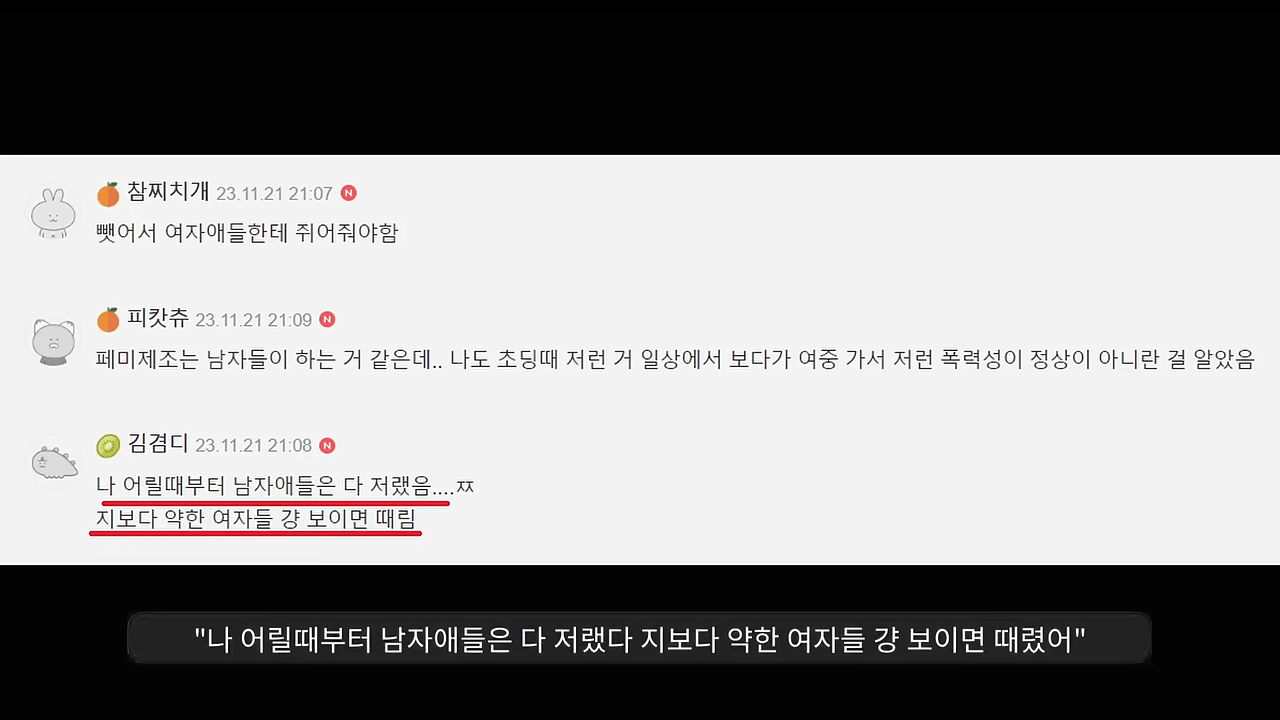 참찌치개 23.11.21 21:07 N
뺏어서 여자애들한테 쥐어줘야함
피캇츄 23.11.21 21:09 N
페미제조는 남자들이 하는 거 같은데.. 나도 초딩때 저런 거 일상에서 보다가 여중 가서 저런 폭력성이 정상이 아니란 걸 알았음
김겸디 23.11.21 21:08 N
나 어릴때부터 남자애들은 다 저랬음....ㅉ
지보다 약한 여자들 걍 보이면 때림
"나 어릴때부터 남자애들은 다 저랬다 지보다 약한 여자들 걍 보이면 때렸어"